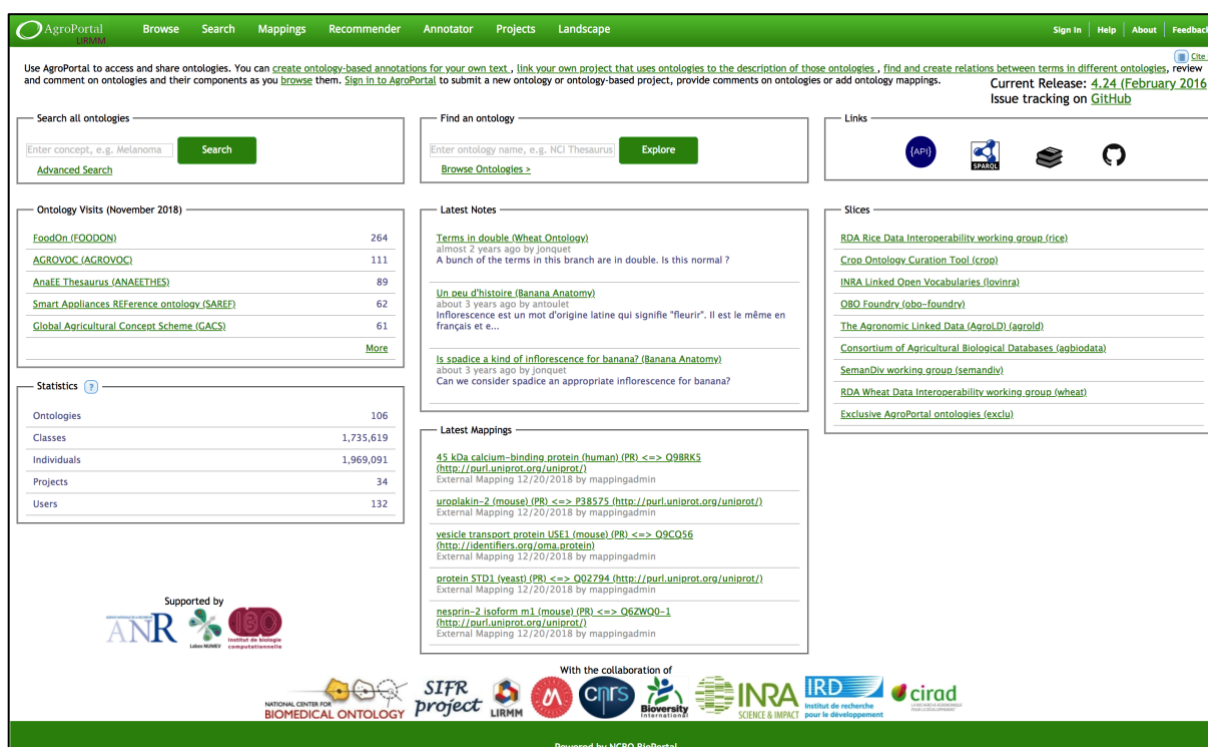 AgroPortal
LIRMM
Browse Search Mappings Recommender Annotator Projects Landscape
Sign In Help About Feedback
Cite
Use AgroPortal to access and share ontologies. You can create ontology-based annotations for your own text , link your own project that uses ontologies to the description of those ontologies , find and create relations between terms in different ontologies, review
and comment on ontologies and their components as you browse them. Sign in to AgroPortal to submit a new ontology or ontology-based project, provide comments on ontologies or add ontology mappings.
Current Release: 4.24 (February 2016
Issue tracking on GitHub
Search all ontologies
Enter concept, e.g. Melanoma
Search
Advanced Search
Find an ontology
Enter ontology name, e.g. NCI Thesaurus
Explore
Browse Ontologies >
Links
{API}
SPARQL
Ontology Visits (November 2018)
FoodOn (FOODON) 264
AGROVOC (AGROVOC) 111
AnaEE Thesaurus (ANAEETHES) 89
Smart Appliances REFerence ontology (SAREF) 62
Global Agricultural Concept Scheme (GACS) 61
More
Statistics ?
Ontologies 106
Classes 1,735,619
Individuals 1,969,091
Projects 34
Users 132
Latest Notes
Terms in double (Wheat Ontology)
almost 2 years ago by jonquet
A bunch of the terms in this branch are in double. Is this normal ?
Un peu d'histoire (Banana Anatomy)
about 3 years ago by antoulet
Inflorescence est un mot d'origine latine qui signifie "fleurir". Il est le même en
français et e...
Is spadice a kind of inflorescence for banana? (Banana Anatomy)
about 3 years ago by jonquet
Can we consider spadice an appropriate inflorescence for banana?
Latest Mappings
45 kDa calcium-binding protein (human) (PR) <=> Q9BRK5
(http://purl.uniprot.org/uniprot/)
External Mapping 12/20/2018 by mappingadmin
uroplakin-2 (mouse) (PR) <=> P38575 (http://purl.uniprot.org/uniprot/)
External Mapping 12/20/2018 by mappingadmin
vesicle transport protein USE1 (mouse) (PR) <=> Q9CQ56
(http://identifiers.org/oma.protein)
External Mapping 12/20/2018 by mappingadmin
protein STD1 (yeast) (PR) <=> Q02794 (http://purl.uniprot.org/uniprot/)
External Mapping 12/20/2018 by mappingadmin
nesprin-2 isoform m1 (mouse) (PR) <=> Q6ZWQ0-1
(http://purl.uniprot.org/uniprot/)
External Mapping 12/20/2018 by mappingadmin
Slices
RDA Rice Data Interoperability working group (rice)
Crop Ontology Curation Tool (crop)
INRA Linked Open Vocabularies (lovinra)
OBO Foundry (obo-foundry)
The Agronomic Linked Data (AgroLD) (agrold)
Consortium of Agricultural Biological Databases (agbiodata)
SemanDiv working group (semandiv)
RDA Wheat Data Interoperability working group (wheat)
Exclusive AgroPortal ontologies (exclu)
Supported by
ANR
Labex NUMEV
Institut de biologie
computationnelle
With the collaboration of
NATIONAL CENTER FOR
BIOMEDICAL ONTOLOGY
SIFR
project
LIRMM
cnrs
Bioversity
International
INRA
SCIENCE & IMPACT
IRD
Institut de recherche
pour le développement
cirad
Powered by NCBO BioPortal